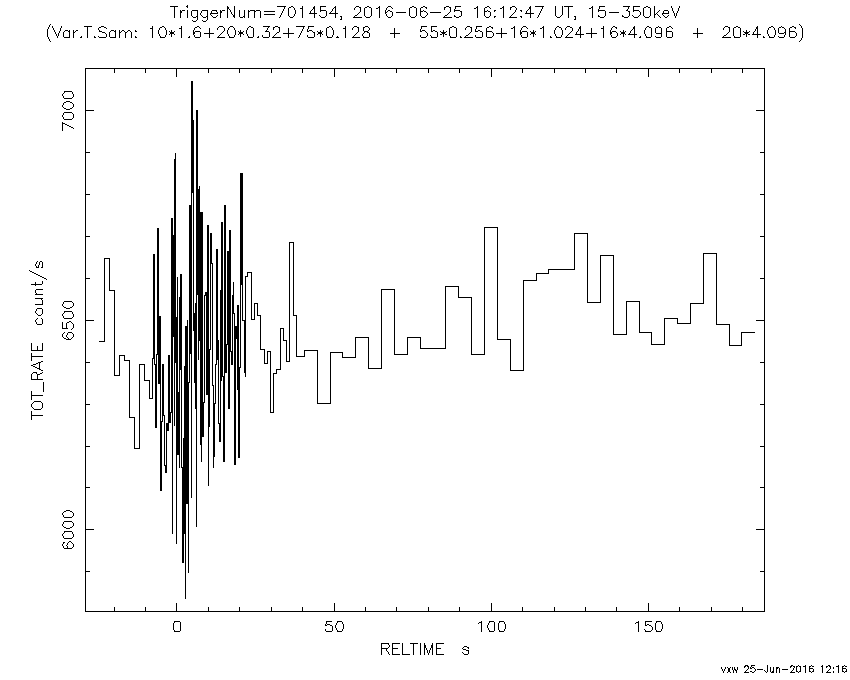 TriggerNum=701454, 2016-06-25 16:12:47 UT, 15-350keV
(Var.T.Sam: 10*1.6+20*0.32+75*0.128 + 55*0.256+16*1.024+16*4.096 + 20*4.096)
7000
6500
6000
TOT_RATE count/s
0 50 100 150
RELTIME s
vxw 25-Jun-2016 12:16